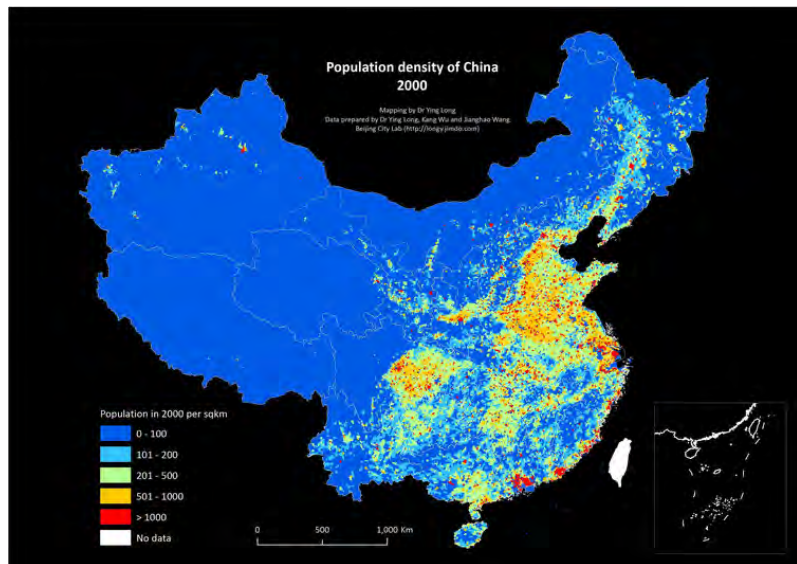 Population density of China
2000
Mapping by Dr Ying Long
Data prepared by Dr Ying Long, Kang Wu and Jianghao Wang
Beijing City Lab (http://longy.jimdo.com)
Population in 2000 per sqkm
0 - 100
101 - 200
201 - 500
501 - 1000
> 1000
No data
0 500 1,000 Km